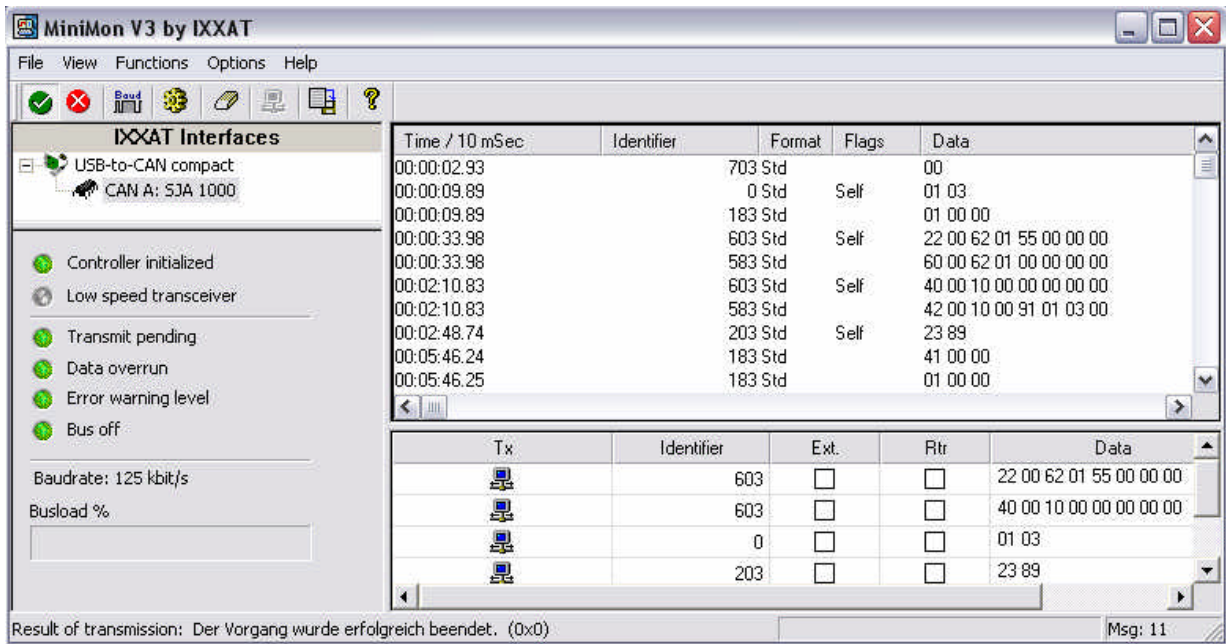 MiniMon V3 by IXXAT
File View Functions Options Help
Baud
IXXAT Interfaces
USB-to-CAN compact
CAN A: SJA 1000
Controller initialized
Low speed transceiver
Transmit pending
Data overrun
Error warning level
Bus off
Baudrate: 125 kbit/s
Busload %
Time / 10 mSec Identifier Format Flags Data
00:00:02.93 703 Std 00
00:00:09.89 0 Std Self 01 03
00:00:09.89 183 Std 01 00 00
00:00:33.98 603 Std Self 22 00 62 01 55 00 00 00
00:00:33.98 583 Std 60 00 62 01 00 00 00 00
00:02:10.83 603 Std Self 40 00 10 00 00 00 00 00
00:02:10.83 583 Std 42 00 10 00 91 01 03 00
00:02:48.74 203 Std Self 23 89
00:05:46.24 183 Std 41 00 00
00:05:46.25 183 Std 01 00 00
Tx Identifier Ext. Rtr Data
603 22 00 62 01 55 00 00 00
603 40 00 10 00 00 00 00 00
0 01 03
203 23 89
Result of transmission: Der Vorgang wurde erfolgreich beendet. (0x0) Msg: 11